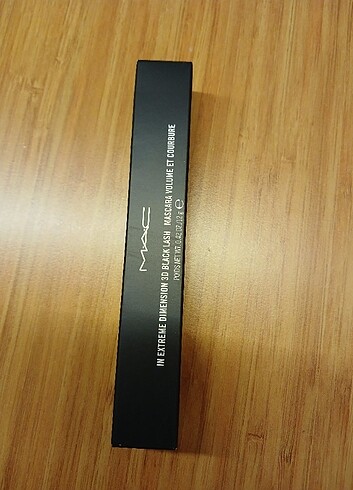 MAC
IN EXTREME DIMENSION 3D BLACK LASH MASCARA VOLUME ET COURBURE
POIDS NET WT. 0.42 OZ / 12 g ℮